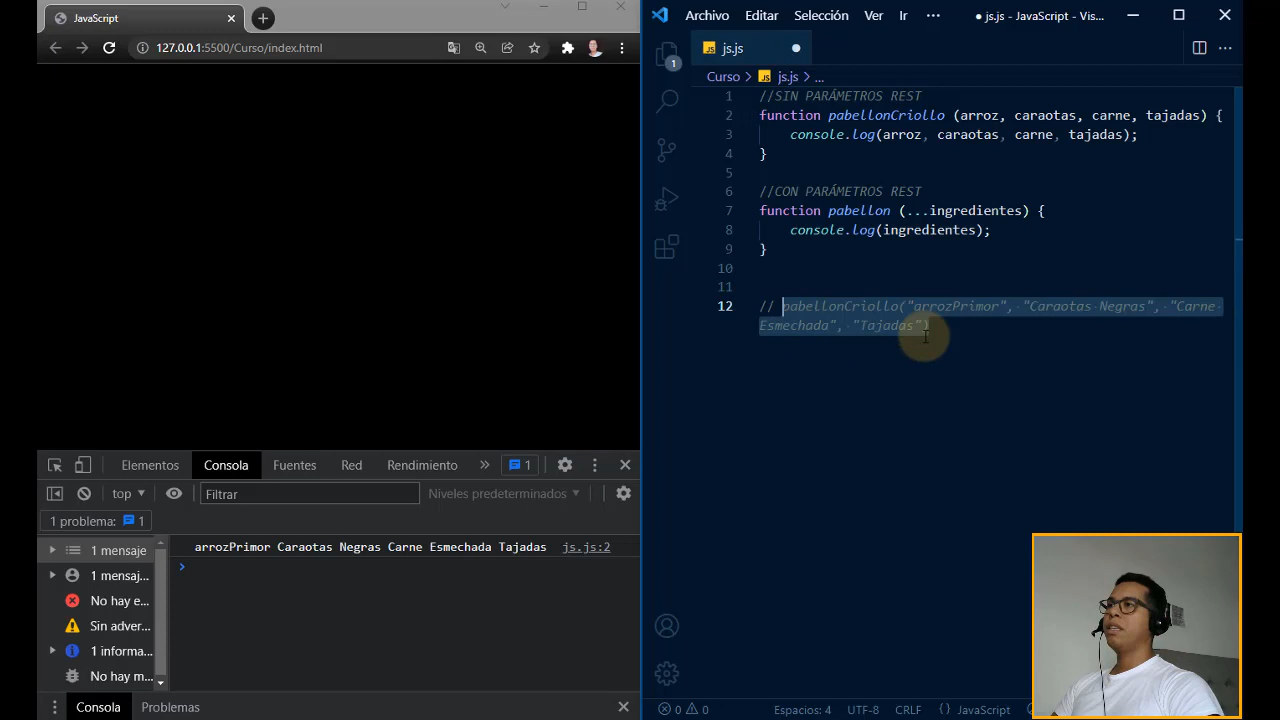 JavaScript
127.0.0.1:5500/Curso/index.html
Elementos
Consola
Fuentes
Red
Rendimiento
1
top
Filtrar
Niveles predeterminados
1 problema: 1
1 mensaje
1 mensaj...
No hay e...
Sin adver...
1 informa...
No hay m...
arrozPrimor Caraotas Negras Carne Esmechada Tajadas js.js:2
Consola
Problemas
Archivo
Editar
Selección
Ver
Ir
js.js - JavaScript - Vis...
js.js
Curso > js.js > ...
1
1 //SIN PARÁMETROS REST
2 function pabellonCriollo (arroz, caraotas, carne, tajadas) {
3 console.log(arroz, caraotas, carne, tajadas);
4 }
5
6 //CON PARÁMETROS REST
7 function pabellon (...ingredientes) {
8 console.log(ingredientes);
9 }
10
11
12 // pabellonCriollo("arrozPrimor", "Caraotas Negras", "Carne
Esmechada", "Tajadas")
0 0
Espacios: 4
UTF-8
CRLF
{} JavaScript